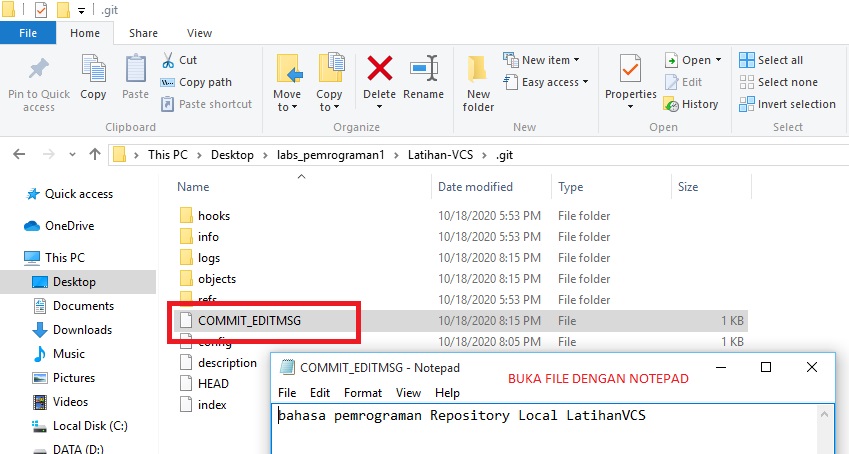 .git
File Home Share View
Pin to Quick access
Copy
Paste
Cut
Copy path
Paste shortcut
Clipboard
Move to
Copy to
Delete
Rename
Organize
New folder
New item
Easy access
New
Properties
Open
Edit
History
Open
Select all
Select none
Invert selection
Select
This PC > Desktop > labs_pemrograman1 > Latihan-VCS > .git
Quick access
OneDrive
This PC
Desktop
Documents
Downloads
Music
Pictures
Videos
Local Disk (C:)
DATA (D:)
Name Date modified Type Size
hooks 10/18/2020 5:53 PM File folder
info 10/18/2020 5:53 PM File folder
logs 10/18/2020 8:15 PM File folder
objects 10/18/2020 8:15 PM File folder
refs 10/18/2020 5:53 PM File folder
COMMIT_EDITMSG 10/18/2020 8:15 PM File 1 KB
config 10/18/2020 8:05 PM File 1 KB
description
HEAD
index
COMMIT_EDITMSG - Notepad
BUKA FILE DENGAN NOTEPAD
File Edit Format View Help
bahasa pemrograman Repository Local LatihanVCS